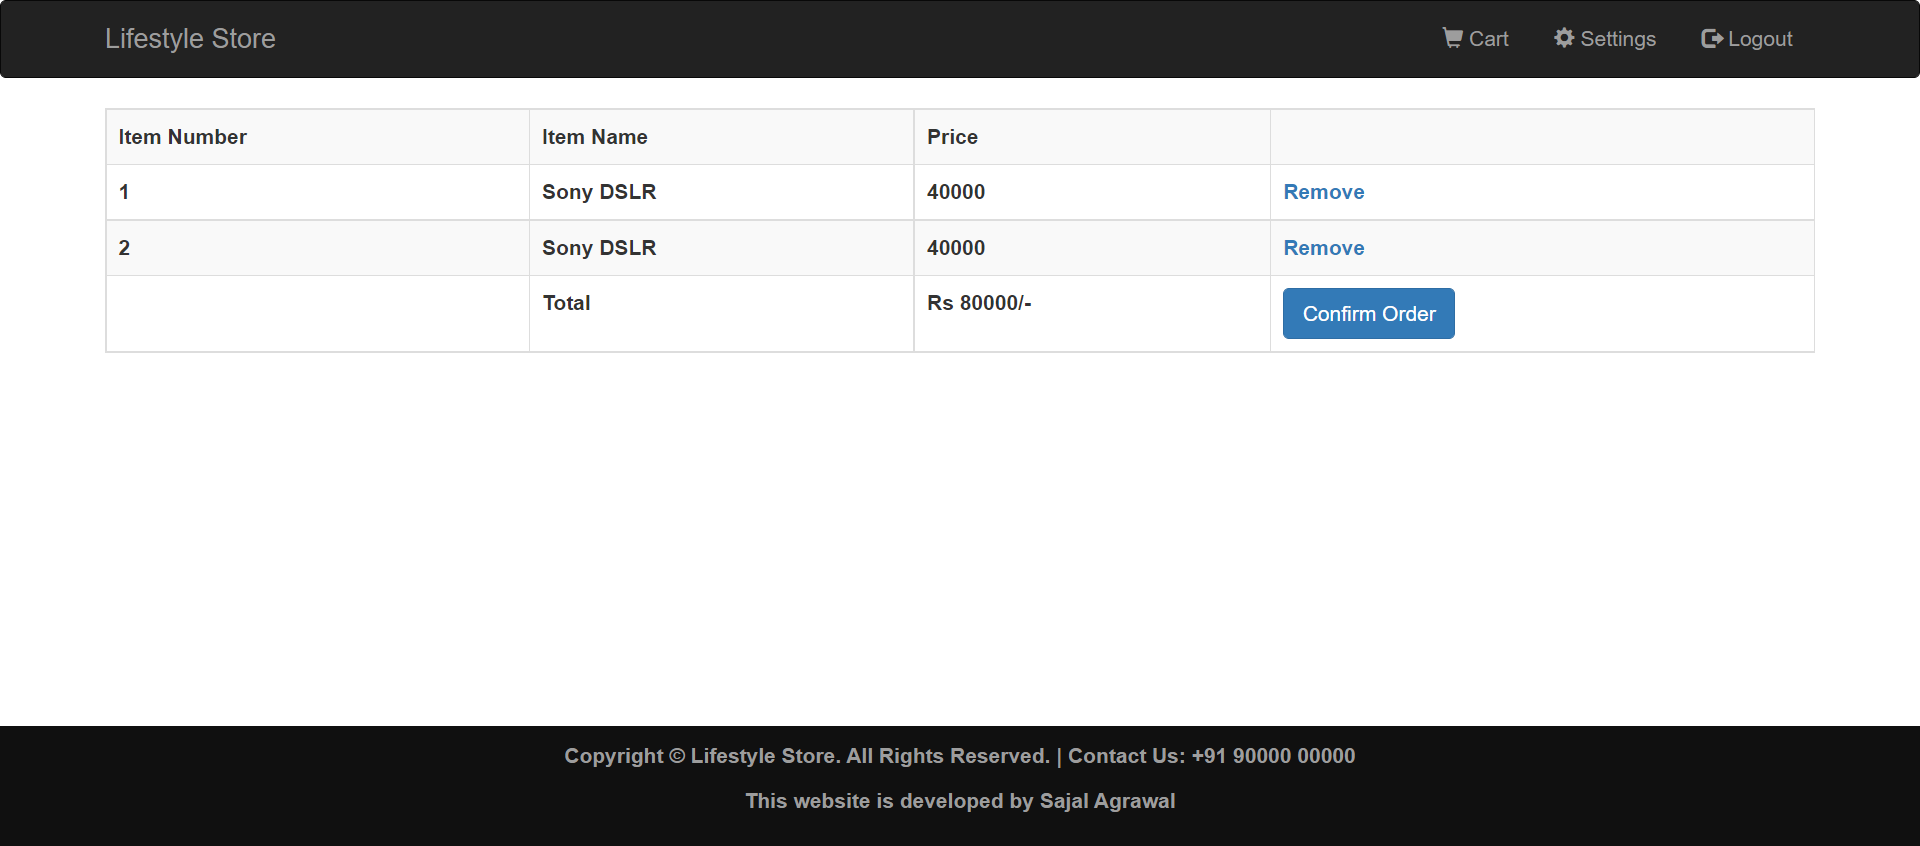 Lifestyle Store Cart Settings Logout
Item Number Item Name Price
1 Sony DSLR 40000 Remove
2 Sony DSLR 40000 Remove
Total Rs 80000/- Confirm Order
Copyright © Lifestyle Store. All Rights Reserved. | Contact Us: +91 90000 00000
This website is developed by Sajal Agrawal